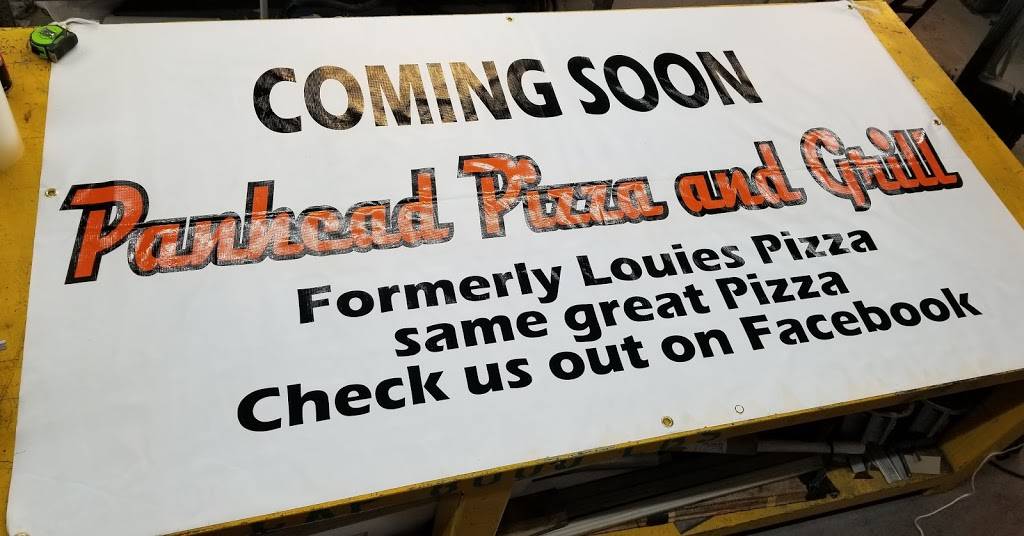 COMING SOON
Panhead Pizza and Grill
Formerly Louies Pizza
same great Pizza
Check us out on Facebook